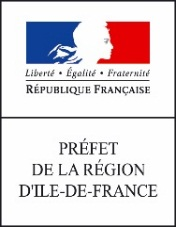 Liberté • Égalité • Fraternité
RÉPUBLIQUE FRANÇAISE
PRÉFET
DE LA RÉGION
D'ILE-DE-FRANCE